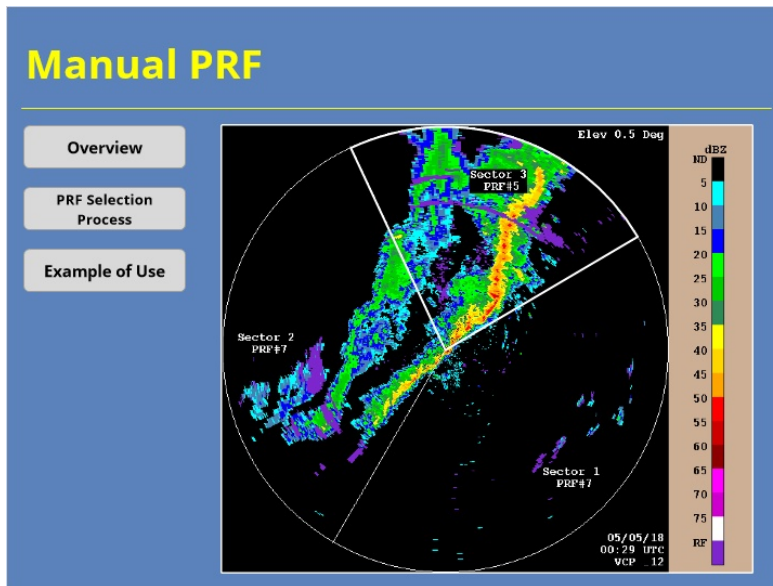 Manual PRF
Overview
PRF Selection
Process
Example of Use
Elev 0.5 Deg
Sector 3
PRF#5
Sector 2
PRF#7
Sector 1
PRF#7
05/05/18
00:29 UTC
VCP 12
dBZ
ND
5
10
15
20
25
30
35
40
45
50
55
60
65
70
75
RF